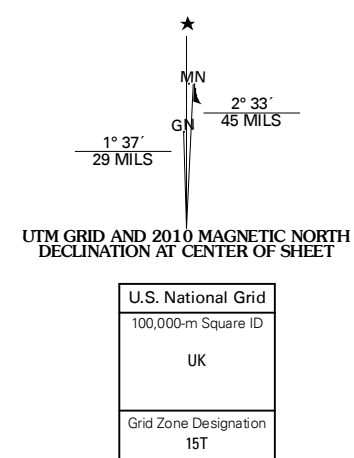 MN
2° 33´
45 MILS
GN
1° 37´
29 MILS
UTM GRID AND 2010 MAGNETIC NORTH
DECLINATION AT CENTER OF SHEET
U.S. National Grid
100,000-m Square ID
UK
Grid Zone Designation
15T